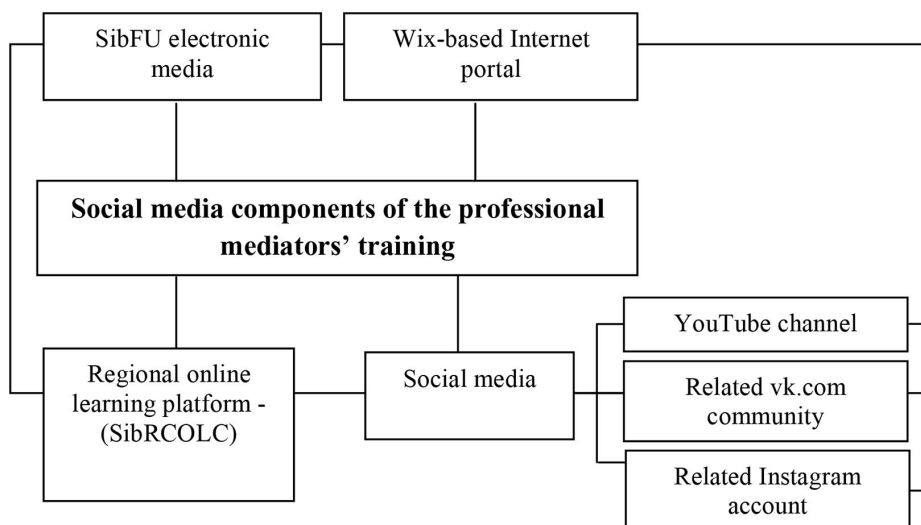 SibFU electronic
media
Wix-based Internet
portal
Social media components of the professional
mediators’ training
Regional online
learning platform -
(SibRCOLC)
Social media
YouTube channel
Related vk.com
community
Related Instagram
account